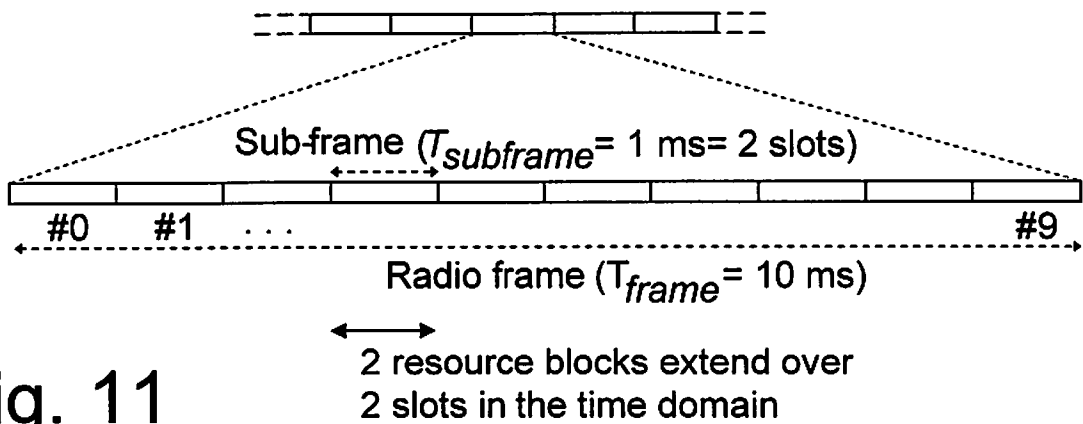 Sub-frame (Tsubframe= 1 ms= 2 slots)
#0 #1 . . . #9
Radio frame (Tframe= 10 ms)
2 resource blocks extend over
2 slots in the time domain
ig. 11